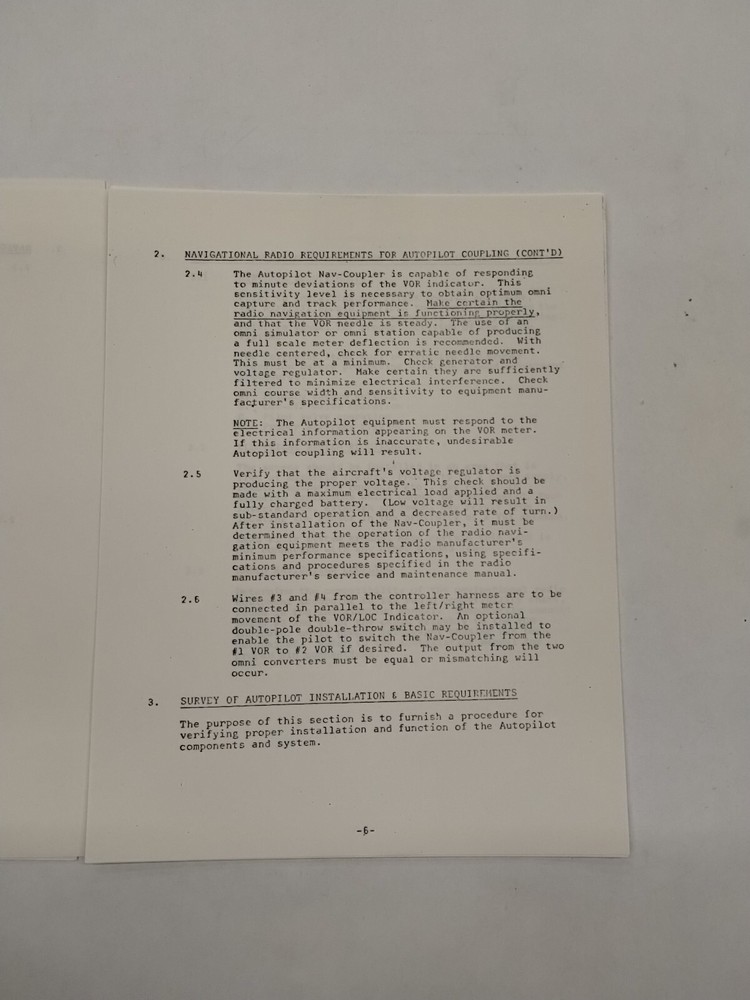 2. NAVIGATIONAL RADIO REQUIREMENTS FOR AUTOPILOT COUPLING (CONT'D)
2.4 The Autopilot Nav-Coupler is capable of responding
to minute deviations of the VOR indicator. This
sensitivity level is necessary to obtain optimum omni
capture and track performance. Make certain the
radio navigation equipment is functioning properly,
and that the VOR needle is steady. The use of an
omni simulator or omni station capable of producing
a full scale meter deflection is recommended. With
needle centered, check for erratic needle movement.
This must be at a minimum. Check generator and
voltage regulator. Make certain they are sufficiently
filtered to minimize electrical interference. Check
omni course width and sensitivity to equipment manu-
facturer's specifications.
NOTE: The Autopilot equipment must respond to the
electrical information appearing on the VOR meter.
If this information is inaccurate, undesirable
Autopilot coupling will result.
2.5 Verify that the aircraft's voltage regulator is
producing the proper voltage. This check should be
made with a maximum electrical load applied and a
fully charged battery. (Low voltage will result in
sub-standard operation and a decreased rate of turn.)
After installation of the Nav-Coupler, it must be
determined that the operation of the radio navi-
gation equipment meets the radio manufacturer's
minimum performance specifications, using specifi-
cations and procedures specified in the radio
manufacturer's service and maintenance manual.
2.6 Wires #3 and #4 from the controller harness are to be
connected in parallel to the left/right meter
movement of the VOR/LOC Indicator. An optional
double-pole double-throw switch may be installed to
enable the pilot to switch the Nav-Coupler from the
#1 VOR to #2 VOR if desired. The output from the two
omni converters must be equal or mismatching will
occur.
3. SURVEY OF AUTOPILOT INSTALLATION & BASIC REQUIREMENTS
The purpose of this section is to furnish a procedure for
verifying proper installation and function of the Autopilot
components and system.
-6-